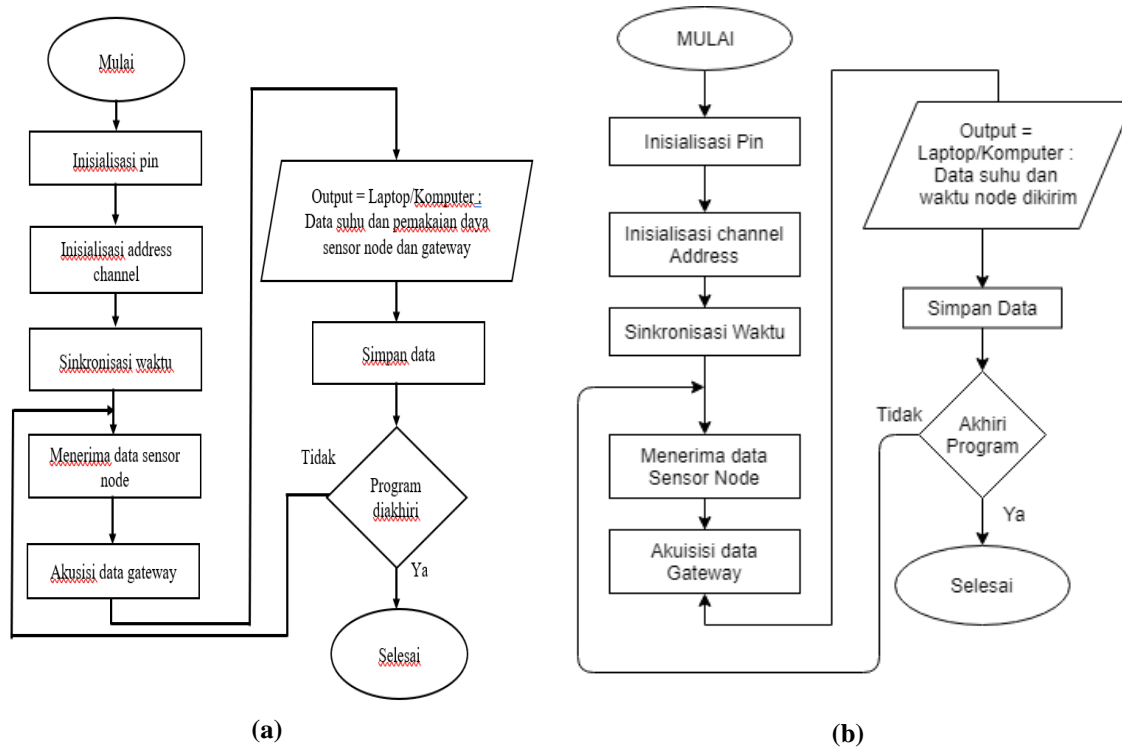 Mulai
Inisialisasi pin
Inisialisasi address
channel
Sinkronisasi waktu
Menerima data sensor
node
Akusisi data gateway
Output = Laptop/Komputer :
Data suhu dan pemakaian daya
sensor node dan gateway
Simpan data
Tidak
Program
diakhiri
Ya
Selesai
(a)
MULAI
Inisialisasi Pin
Inisialisasi channel
Address
Sinkronisasi Waktu
Menerima data
Sensor Node
Akuisisi data
Gateway
Output =
Laptop/Komputer :
Data suhu dan
waktu node dikirim
Simpan Data
Tidak
Akhiri
Program
Ya
Selesai
(b)